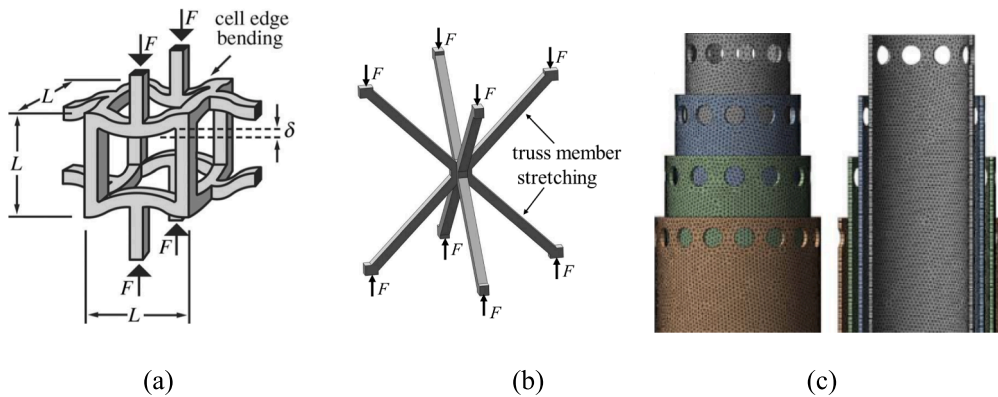 F
F
cell edge
bending
L
L
δ
F
F
L
F
F
F
F
truss member
stretching
F
F
F
F
(a)
(b)
(c)